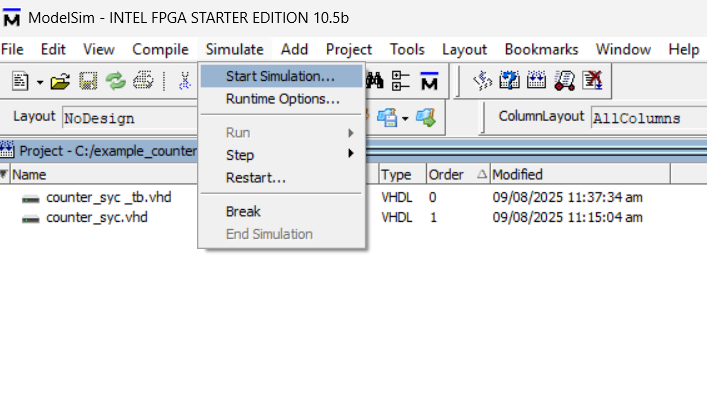 ModelSim - INTEL FPGA STARTER EDITION 10.5b
File Edit View Compile Simulate Add Project Tools Layout Bookmarks Window Help
Start Simulation...
Runtime Options...
Run
Step
Restart...
Break
End Simulation
Layout NoDesign
ColumnLayout AllColumns
Project - C:/example_counter
Name Type Order Modified
counter_syc _tb.vhd VHDL 0 09/08/2025 11:37:34 am
counter_syc.vhd VHDL 1 09/08/2025 11:15:04 am